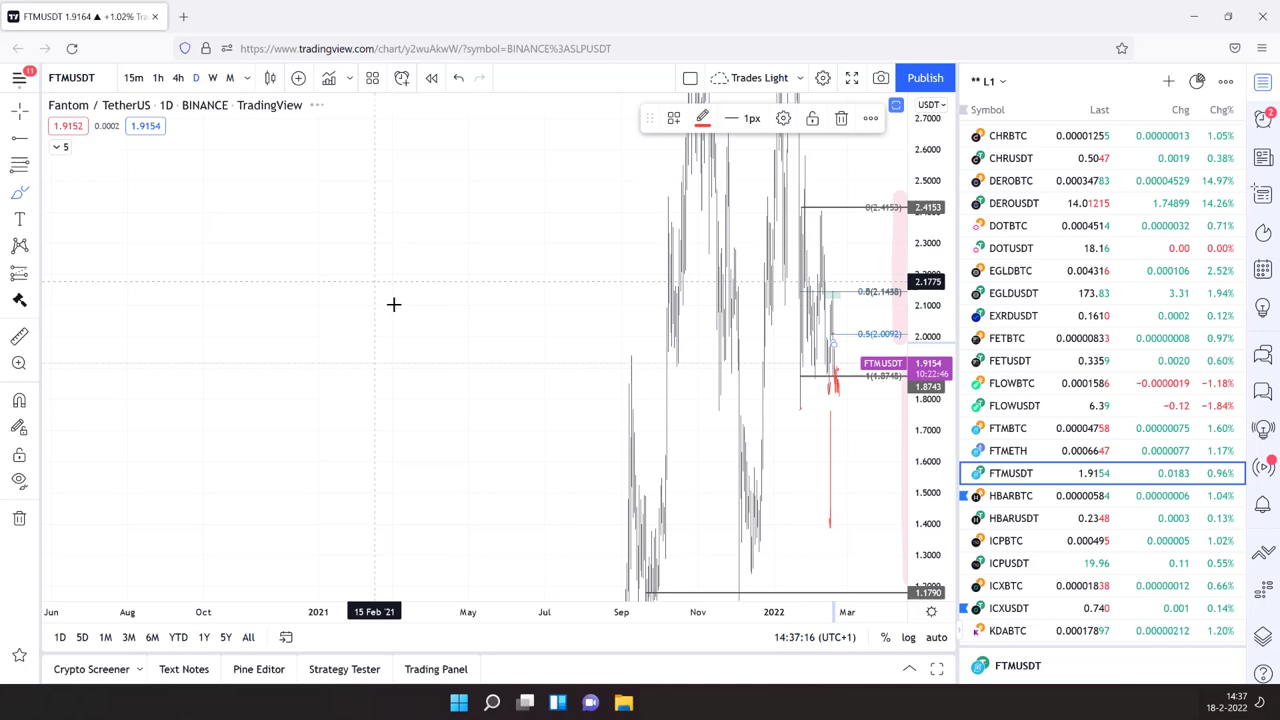 FTMUSDT 1.9164 ▲ +1.02% Tra
https://www.tradingview.com/chart/y2wuAkwW/?symbol=BINANCE%3ASLPUSDT
11
FTMUSDT 15m 1h 4h D W M Trades Light Publish
Fantom / TetherUS · 1D · BINANCE · TradingView
1.9152 0.0002 1.9154
5
1px
USDT
2.7000
2.6000
2.5000
0(2.4153) 2.4153
2.3000
2.1775
0.5(2.0092)
2.1000
2.0000
FTMUSDT 1.9154
10:22:46
1(1.8748) 1.8743
1.8000
1.7000
1.6000
1.5000
1.4000
1.3000
1.1790
Jun Aug Oct 2021 15 Feb '21 May Jul Sep Nov 2022 Mar
1D 5D 1M 3M 6M YTD 1Y 5Y All 14:37:16 (UTC+1) % log auto
Crypto Screener Text Notes Pine Editor Strategy Tester Trading Panel
** L1
Symbol Last Chg Chg%
CHRBTC 0.00001255 0.00000013 1.05%
CHRUSDT 0.5047 0.0019 0.38%
DEROBTC 0.00034783 0.00004529 14.97%
DEROUSDT 14.01215 1.74899 14.26%
DOTBTC 0.0004514 0.0000032 0.71%
DOTUSDT 18.16 0.00 0.00%
EGLDBTC 0.004316 0.000106 2.52%
EGLDUSDT 173.83 3.31 1.94%
EXRDUSDT 0.1610 0.0002 0.12%
FETBTC 0.00000833 0.00000004 0.48%
FETUSDT 0.3359 0.0020 0.60%
FLOWBTC 0.0001586 −0.0000019 −1.18%
FLOWUSDT 6.39 −0.12 −1.84%
FTMBTC 0.00004758 0.00000075 1.60%
FTMETH 0.0006647 0.0000077 1.17%
FTMUSDT 1.9154 0.0183 0.96%
HBARBTC 0.00000584 0.00000006 1.04%
HBARUSDT 0.2348 0.0003 0.13%
ICPBTC 0.000495 0.000005 1.02%
ICPUSDT 19.96 0.11 0.55%
ICXBTC 0.00001838 0.00000012 0.66%
ICXUSDT 0.740 0.001 0.14%
KDABTC 0.00017897 0.00000212 1.20%
FTMUSDT
2
14:37
18-2-2022